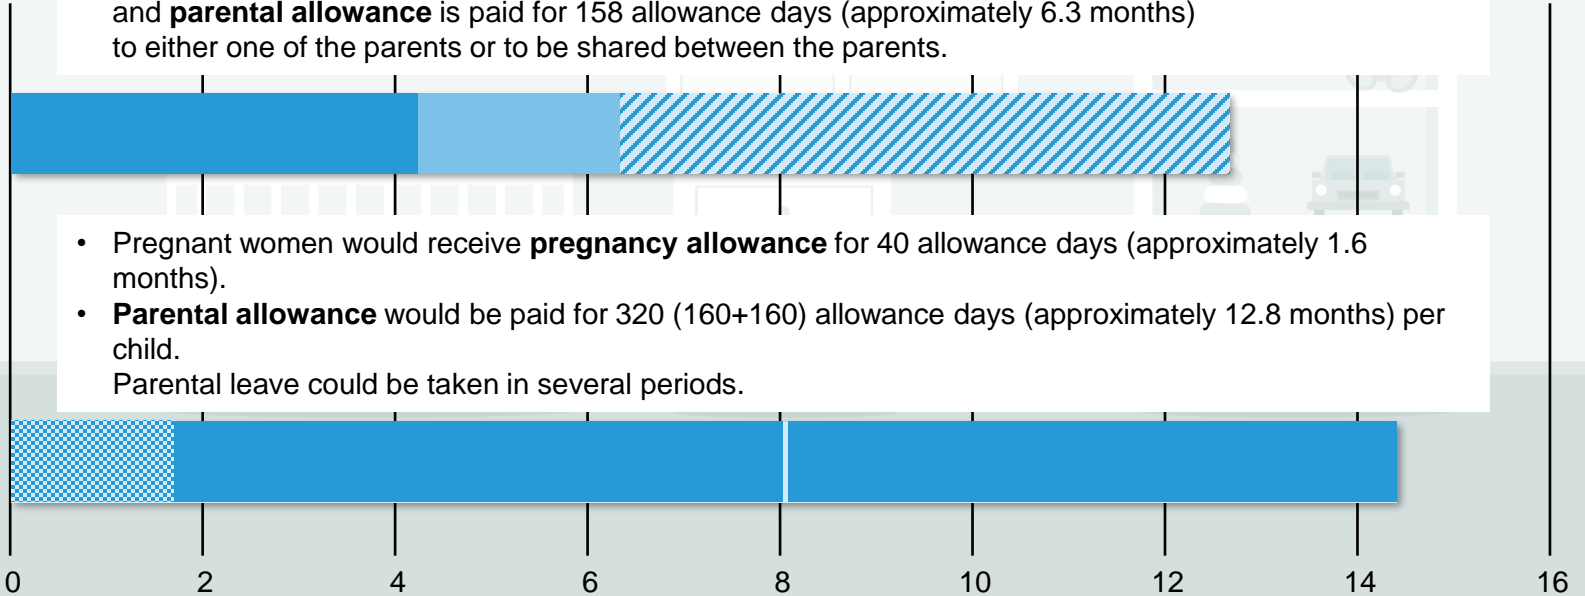 and parental allowance is paid for 158 allowance days (approximately 6.3 months)
to either one of the parents or to be shared between the parents.
• Pregnant women would receive pregnancy allowance for 40 allowance days (approximately 1.6
months).
• Parental allowance would be paid for 320 (160+160) allowance days (approximately 12.8 months) per
child.
Parental leave could be taken in several periods.
0 2 4 6 8 10 12 14 16